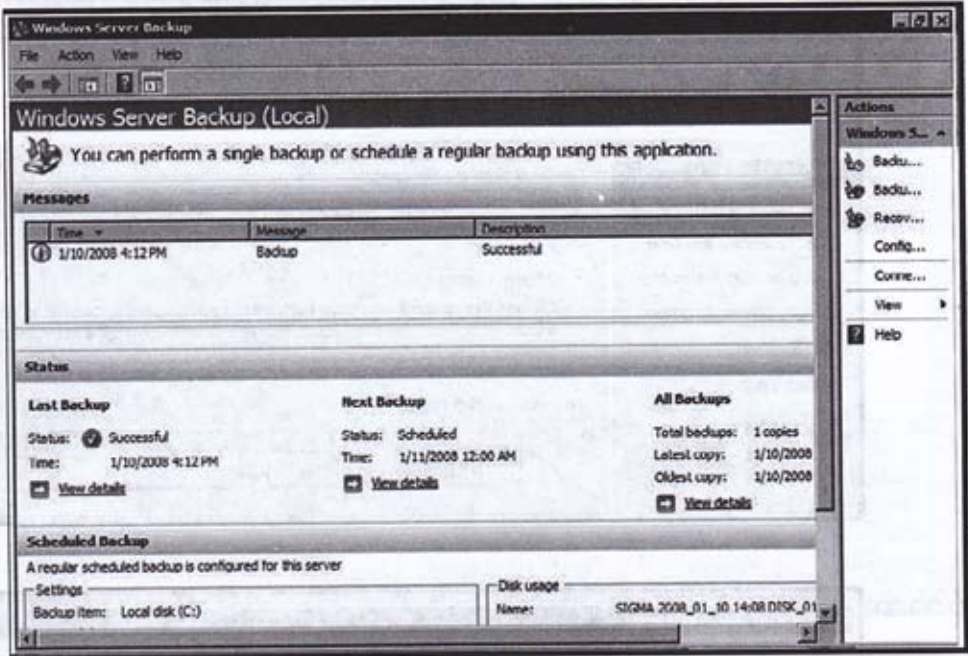 Windows Server Backup
File Action View Help
Windows Server Backup (Local)
You can perform a single backup or schedule a regular backup using this application.
Messages
Time Message Description
1/10/2008 4:12 PM Backup Successful
Status
Last Backup
Status: Successful
Time: 1/10/2008 4:12 PM
View details
Next Backup
Status: Scheduled
Time: 1/11/2008 12:00 AM
View details
All Backups
Total backups: 1 copies
Latest copy: 1/10/2008
Oldest copy: 1/10/2008
View details
Scheduled Backup
A regular scheduled backup is configured for this server
Settings
Backup item: Local disk (C:)
Disk usage
Name: SIGMA 2008_01_10 14:08 DISK_01
Actions
Windows S...
Backu...
Backu...
Recov...
Config...
Conne...
View
Help